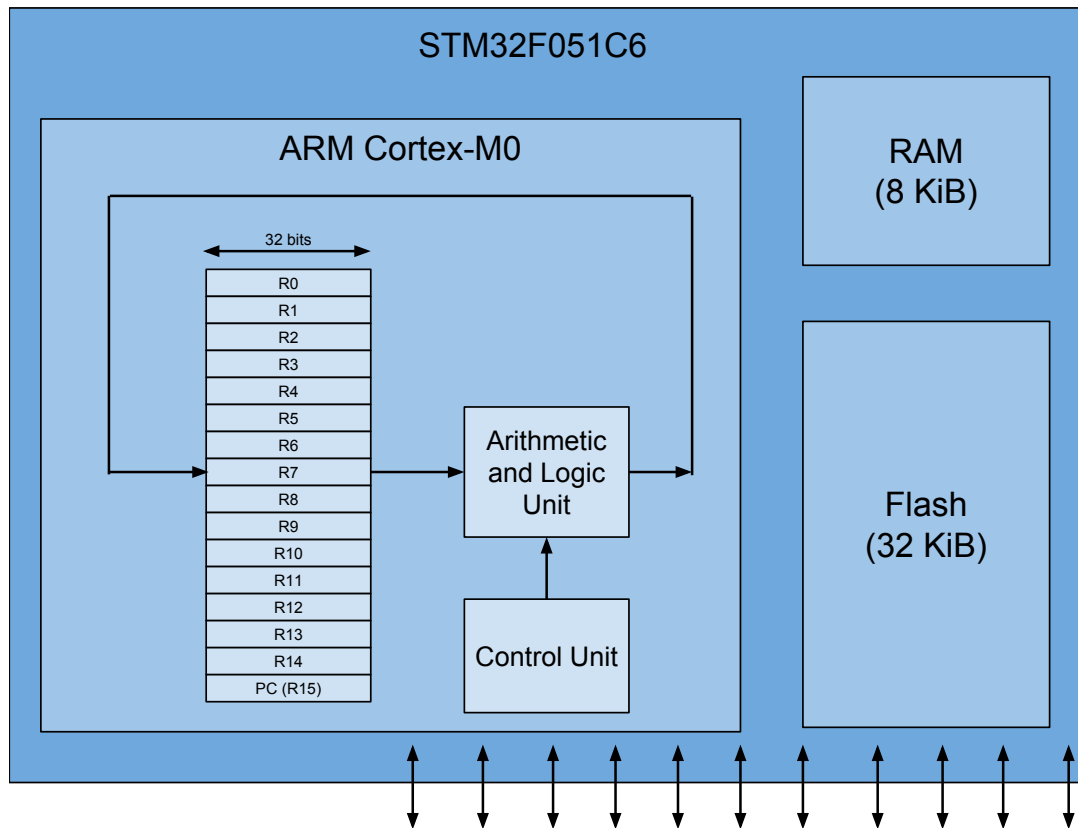 STM32F051C6
ARM Cortex-M0
32 bits
R0
R1
R2
R3
R4
R5
R6
R7
R8
R9
R10
R11
R12
R13
R14
PC (R15)
Arithmetic
and Logic
Unit
Control Unit
RAM
(8 KiB)
Flash
(32 KiB)